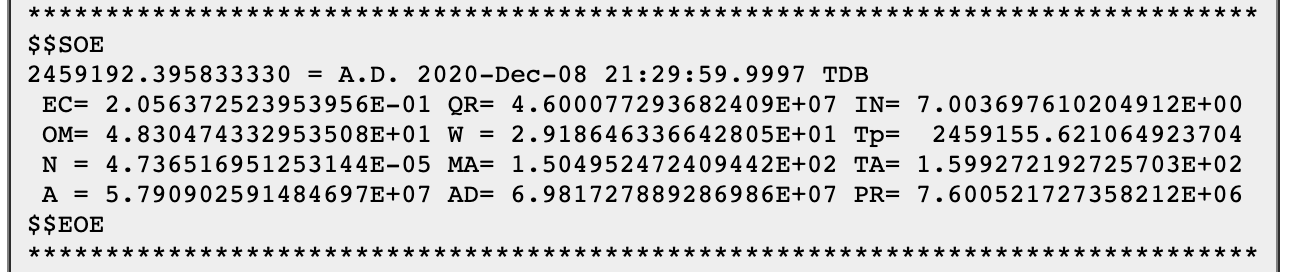 *******************************************************************************
$$SOE
2459192.395833330 = A.D. 2020-Dec-08 21:29:59.9997 TDB
 EC= 2.056372523953956E-01 QR= 4.600077293682409E+07 IN= 7.003697610204912E+00
 OM= 4.830474332953508E+01 W = 2.918646336642805E+01 Tp=  2459155.621064923704
 N = 4.736516951253144E-05 MA= 1.504952472409442E+02 TA= 1.599272192725703E+02
 A = 5.790902591484697E+07 AD= 6.981727889286986E+07 PR= 7.600521727358212E+06
$$EOE
*******************************************************************************